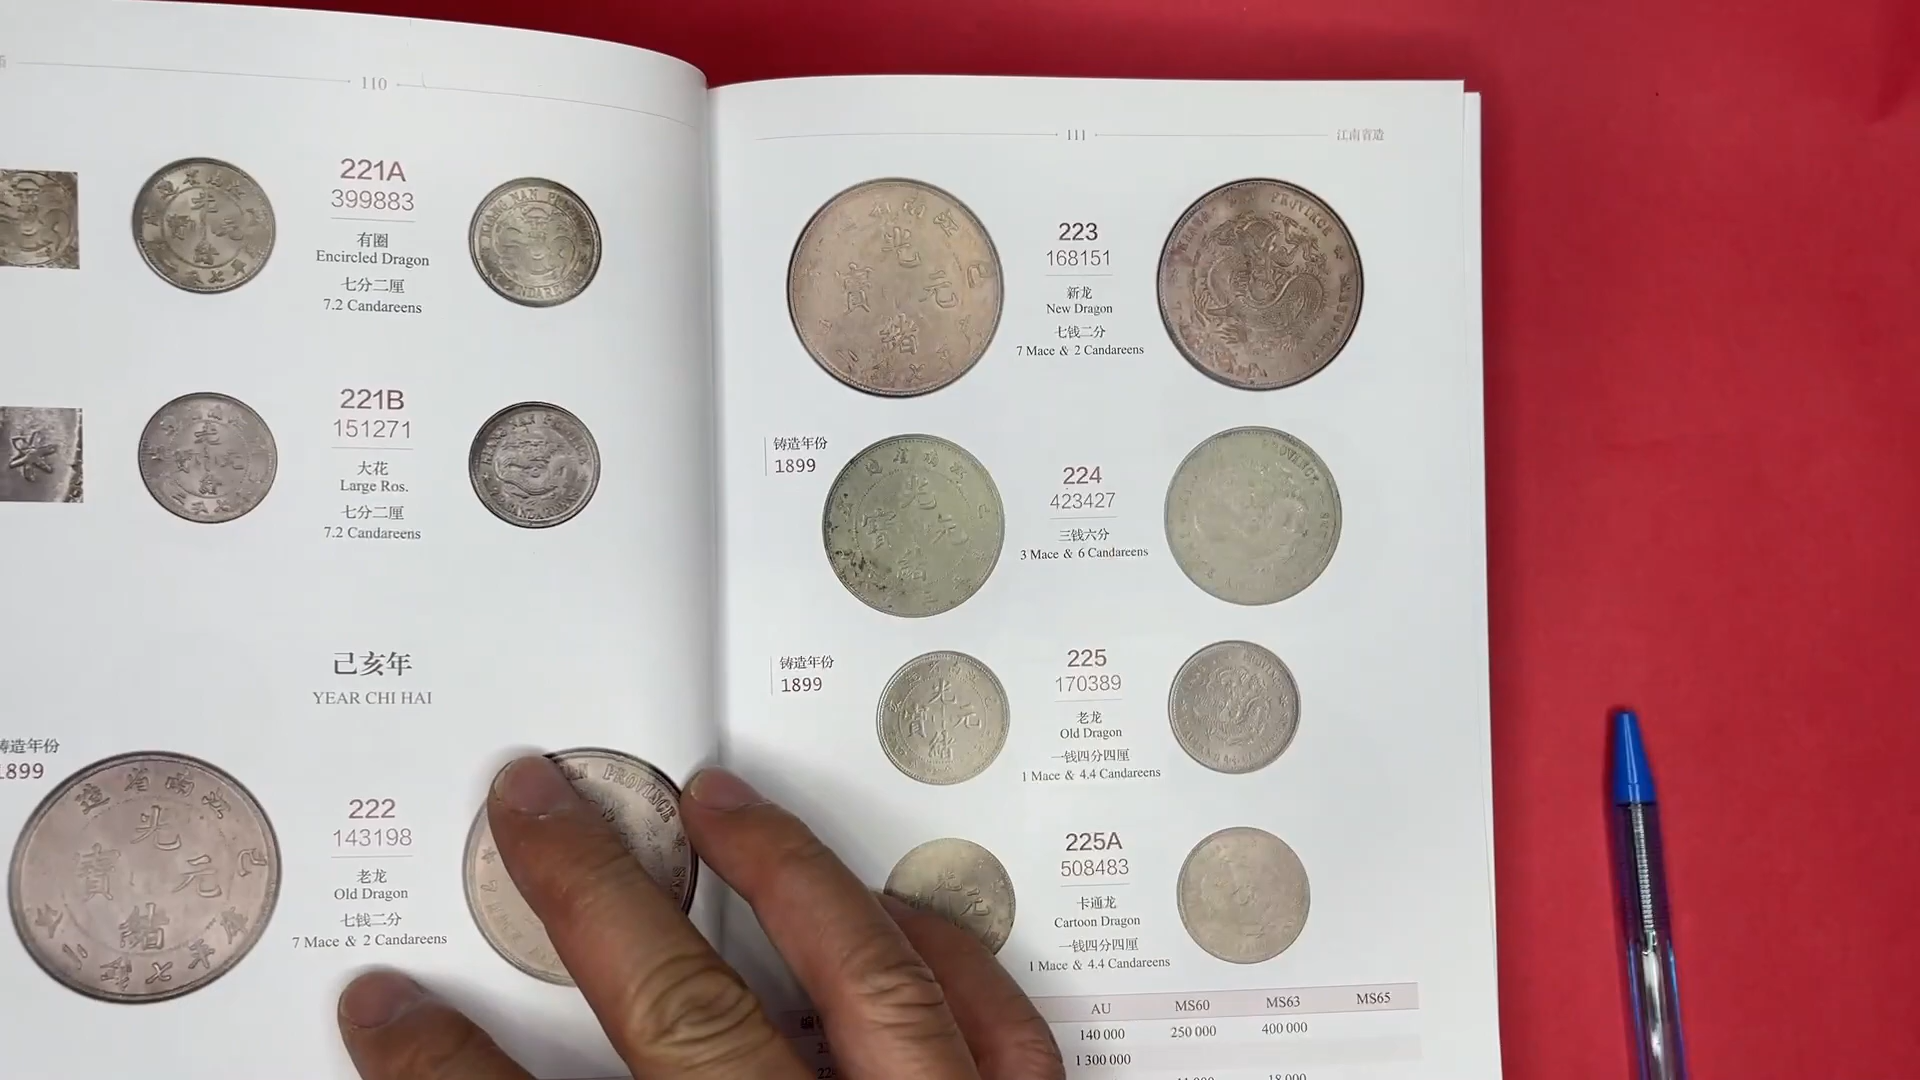 110
221A
399883
有圈
Encircled Dragon
七分二厘
7.2 Candareens
221B
151271
大花
Large Ros.
七分二厘
7.2 Candareens
己亥年
YEAR CHI HAI
铸造年份
1899
222
143198
老龙
Old Dragon
七钱二分
7 Mace & 2 Candareens
PROVINCE
111
江南省造
223
168151
新龙
New Dragon
七钱二分
7 Mace & 2 Candareens
铸造年份
1899
224
423427
三钱六分
3 Mace & 6 Candareens
铸造年份
1899
225
170389
老龙
Old Dragon
一钱四分四厘
1 Mace & 4.4 Candareens
225A
508483
卡通龙
Cartoon Dragon
一钱四分四厘
1 Mace & 4.4 Candareens
AU MS60 MS63 MS65
140 000 250 000 400 000
1 300 000